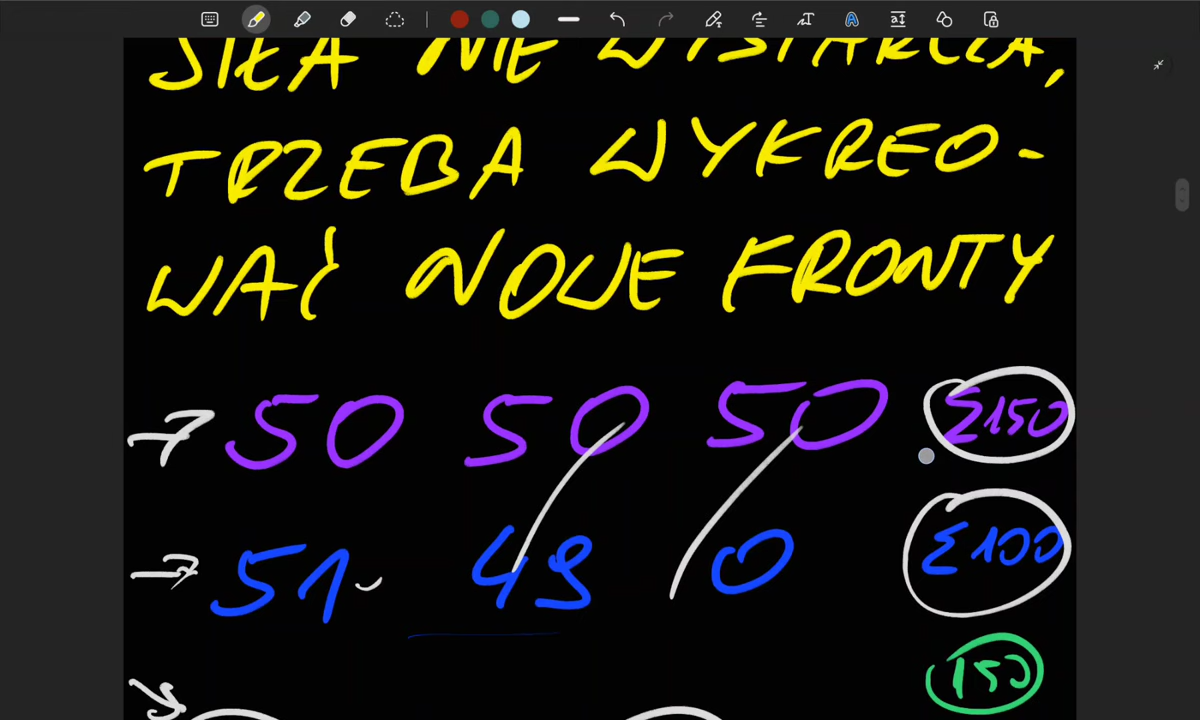 SIŁA NIE WYSTARCZA,
TRZEBA WYKREO-
WAĆ NOWE FRONTY
→ 50 50 50 Σ150
→ 51 49 0 Σ100
150